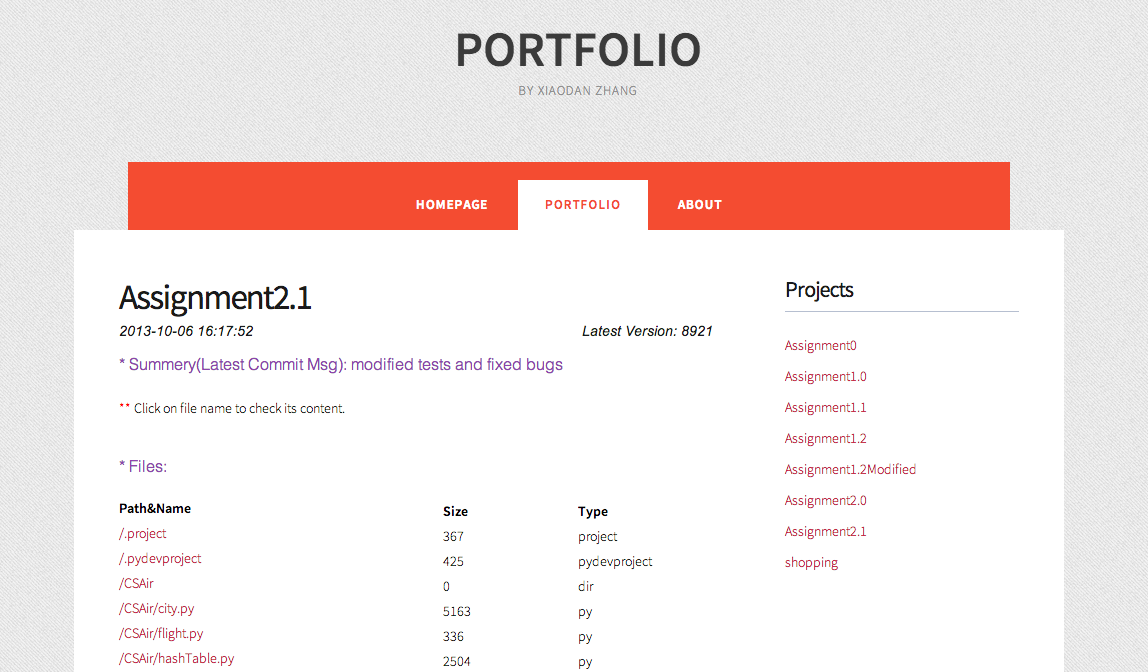 PORTFOLIO
BY XIAODAN ZHANG
HOMEPAGE PORTFOLIO ABOUT
Assignment2.1
2013-10-06 16:17:52 Latest Version: 8921
* Summery(Latest Commit Msg): modified tests and fixed bugs
** Click on file name to check its content.
* Files:
Path&Name Size Type
/.project 367 project
/.pydevproject 425 pydevproject
/CSAir 0 dir
/CSAir/city.py 5163 py
/CSAir/flight.py 336 py
/CSAir/hashTable.py 2504 py
Projects
Assignment0
Assignment1.0
Assignment1.1
Assignment1.2
Assignment1.2Modified
Assignment2.0
Assignment2.1
shopping